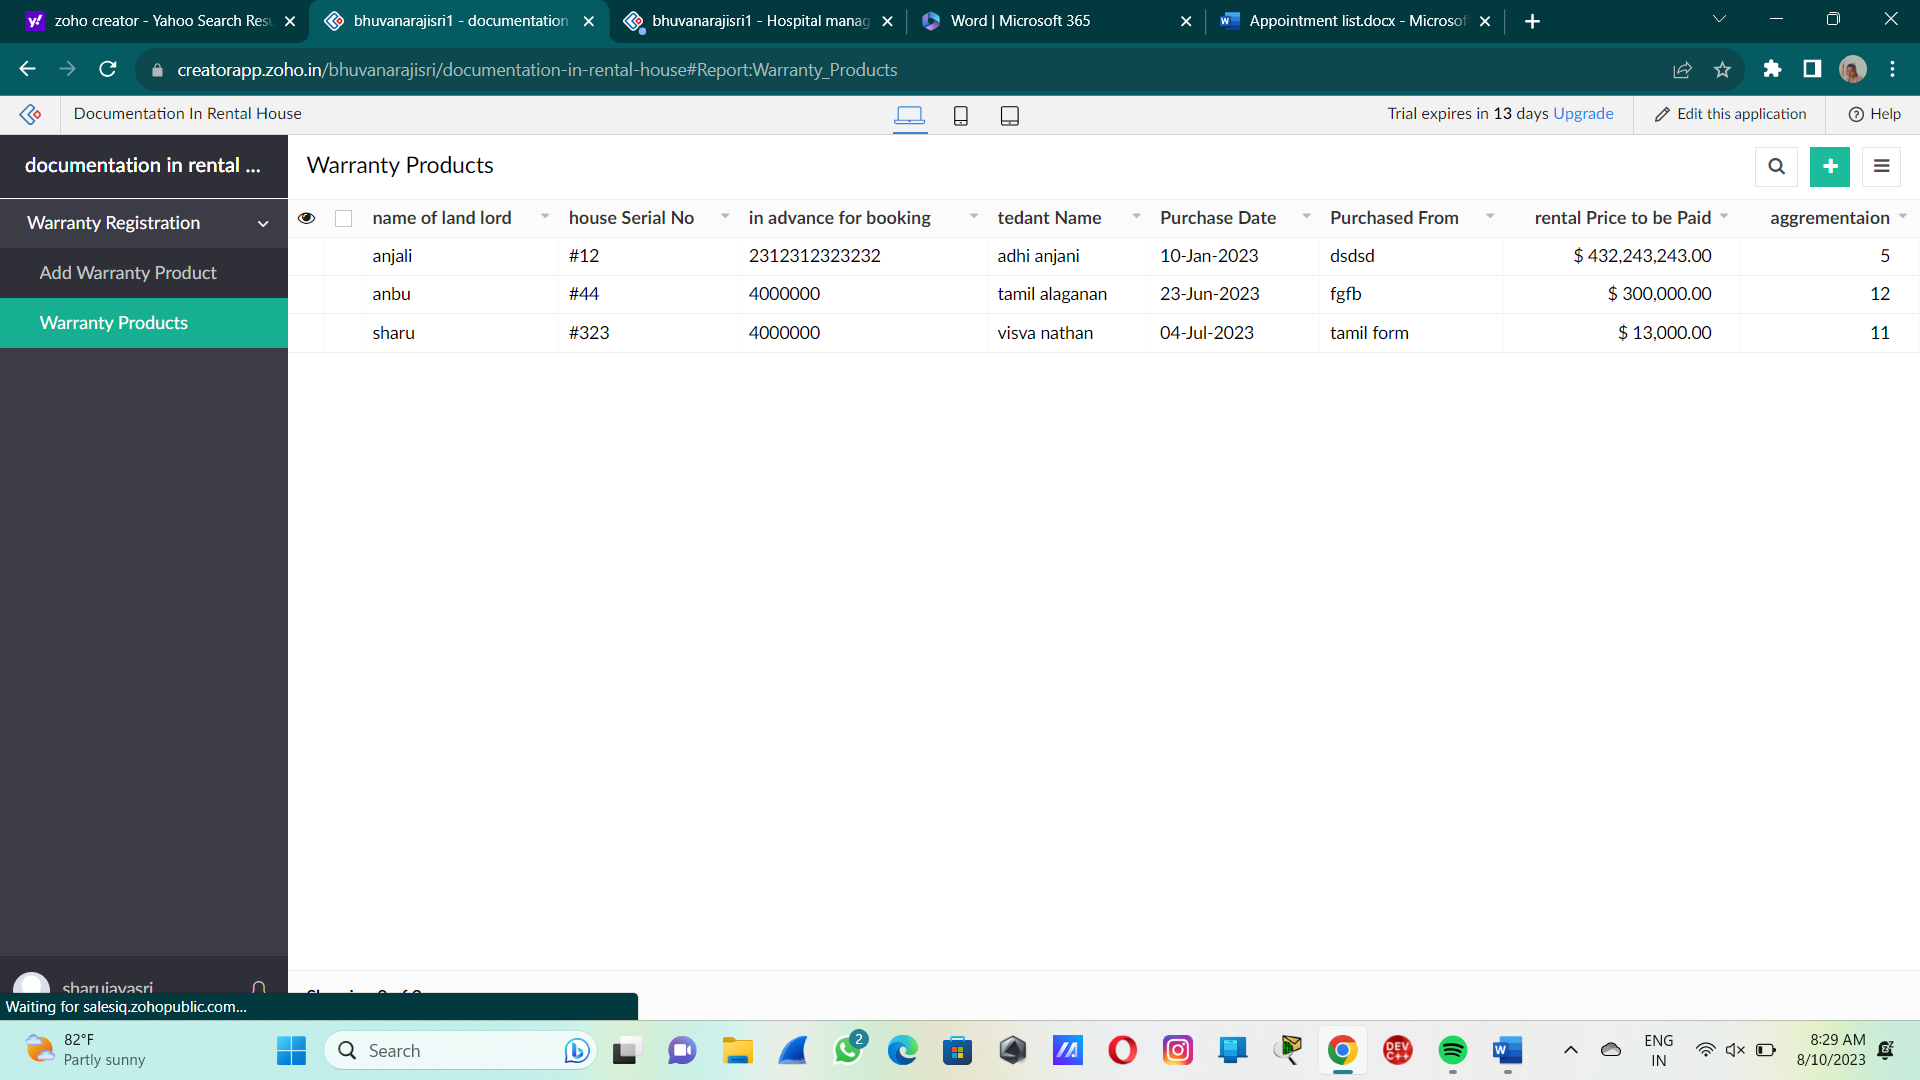 zoho creator - Yahoo Search Res
bhuvanarajisri1 - documentation
bhuvanarajisri1 - Hospital manag
Word | Microsoft 365
Appointment list.docx - Microsof
creatorapp.zoho.in/bhuvanarajisri/documentation-in-rental-house#Report:Warranty_Products
Documentation In Rental House
Trial expires in 13 days Upgrade
Edit this application
Help
documentation in rental ...
Warranty Registration
Add Warranty Product
Warranty Products
Warranty Products
name of land lord house Serial No in advance for booking tedant Name Purchase Date Purchased From rental Price to be Paid aggrementaion
anjali #12 2312312323232 adhi anjani 10-Jan-2023 dsdsd $ 432,243,243.00 5
anbu #44 4000000 tamil alaganan 23-Jun-2023 fgfb $ 300,000.00 12
sharu #323 4000000 visva nathan 04-Jul-2023 tamil form $ 13,000.00 11
sharujayasri
Waiting for salesiq.zohopublic.com...
82°F
Partly sunny
Search
2
DEV
C++
ENG
IN
8:29 AM
8/10/2023